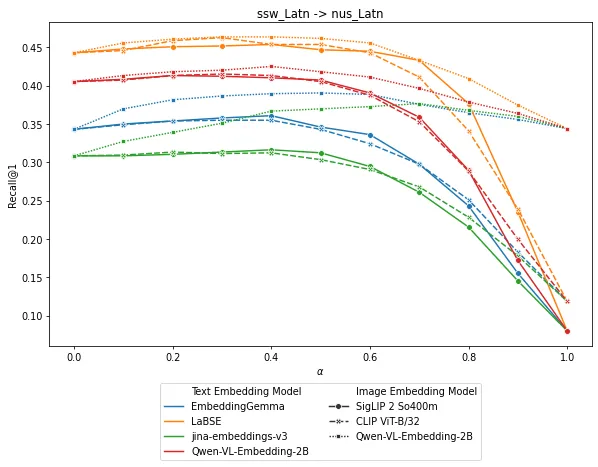 ssw_Latn -> nus_Latn
Recall@1
0.45
0.40
0.35
0.30
0.25
0.20
0.15
0.10
0.0 0.2 0.4 0.6 0.8 1.0
α
Text Embedding Model Image Embedding Model
EmbeddingGemma SigLIP 2 So400m
LaBSE CLIP ViT-B/32
jina-embeddings-v3 Qwen-VL-Embedding-2B
Qwen-VL-Embedding-2B